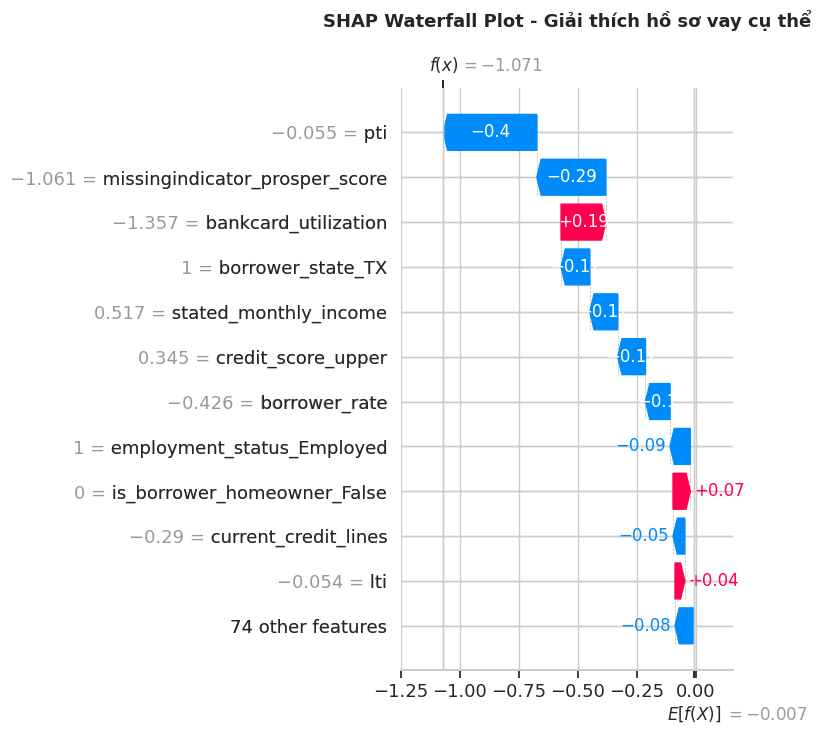 SHAP Waterfall Plot - Giải thích hồ sơ vay cụ thể
f(x) = −1.071
−0.055 = pti
−0.4
−1.061 = missingindicator_prosper_score
−0.29
−1.357 = bankcard_utilization
+0.19
1 = borrower_state_TX
−0.1
0.517 = stated_monthly_income
−0.1
0.345 = credit_score_upper
−0.1
−0.426 = borrower_rate
−0.1
1 = employment_status_Employed
−0.09
0 = is_borrower_homeowner_False
+0.07
−0.29 = current_credit_lines
−0.05
−0.054 = lti
+0.04
74 other features
−0.08
−1.25 −1.00 −0.75 −0.50 −0.25 0.00
E[f(X)] = −0.007